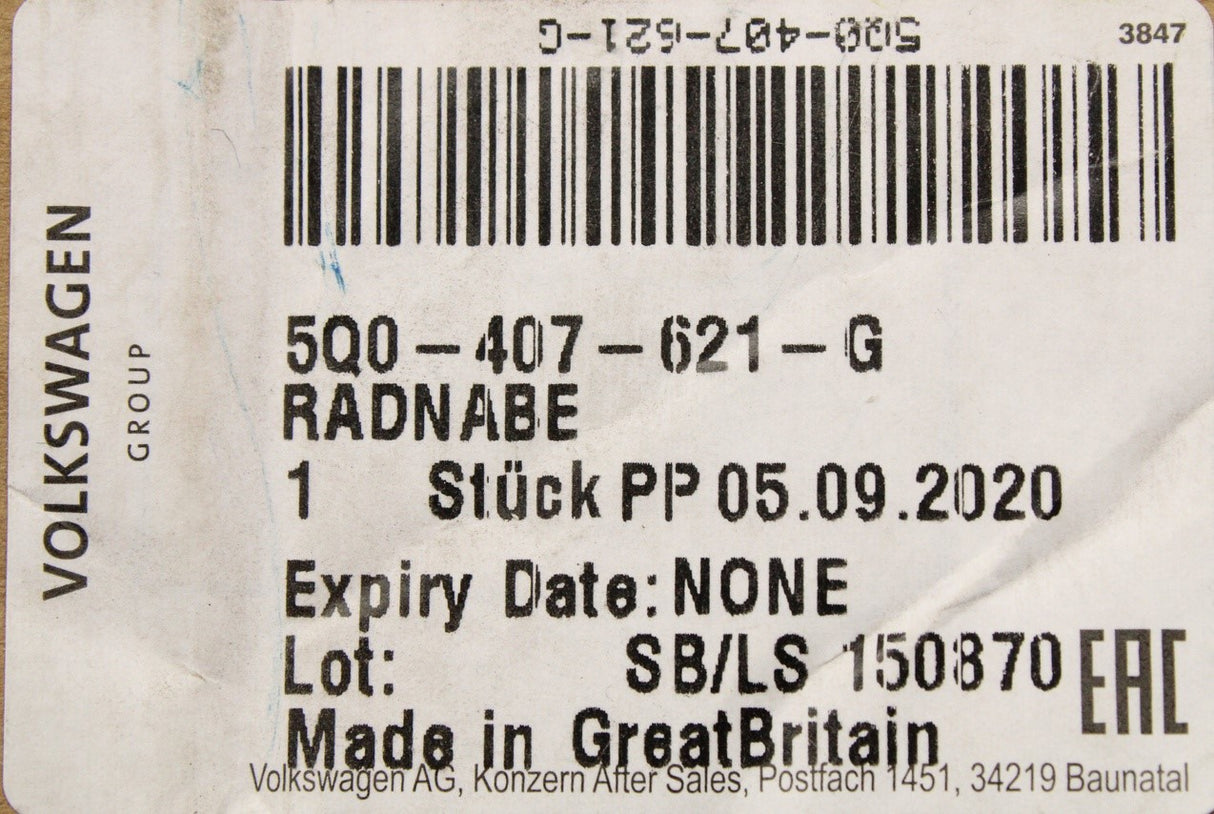 5Q0-407-621-G
3847
VOLKSWAGEN
GROUP
5Q0-407-621-G
RADNABE
1 Stück PP 05.09.2020
Expiry Date: NONE
Lot: SB/LS 150870
EAC
Made in GreatBritain
Volkswagen AG, Konzern After Sales, Postfach 1451, 34219 Baunatal